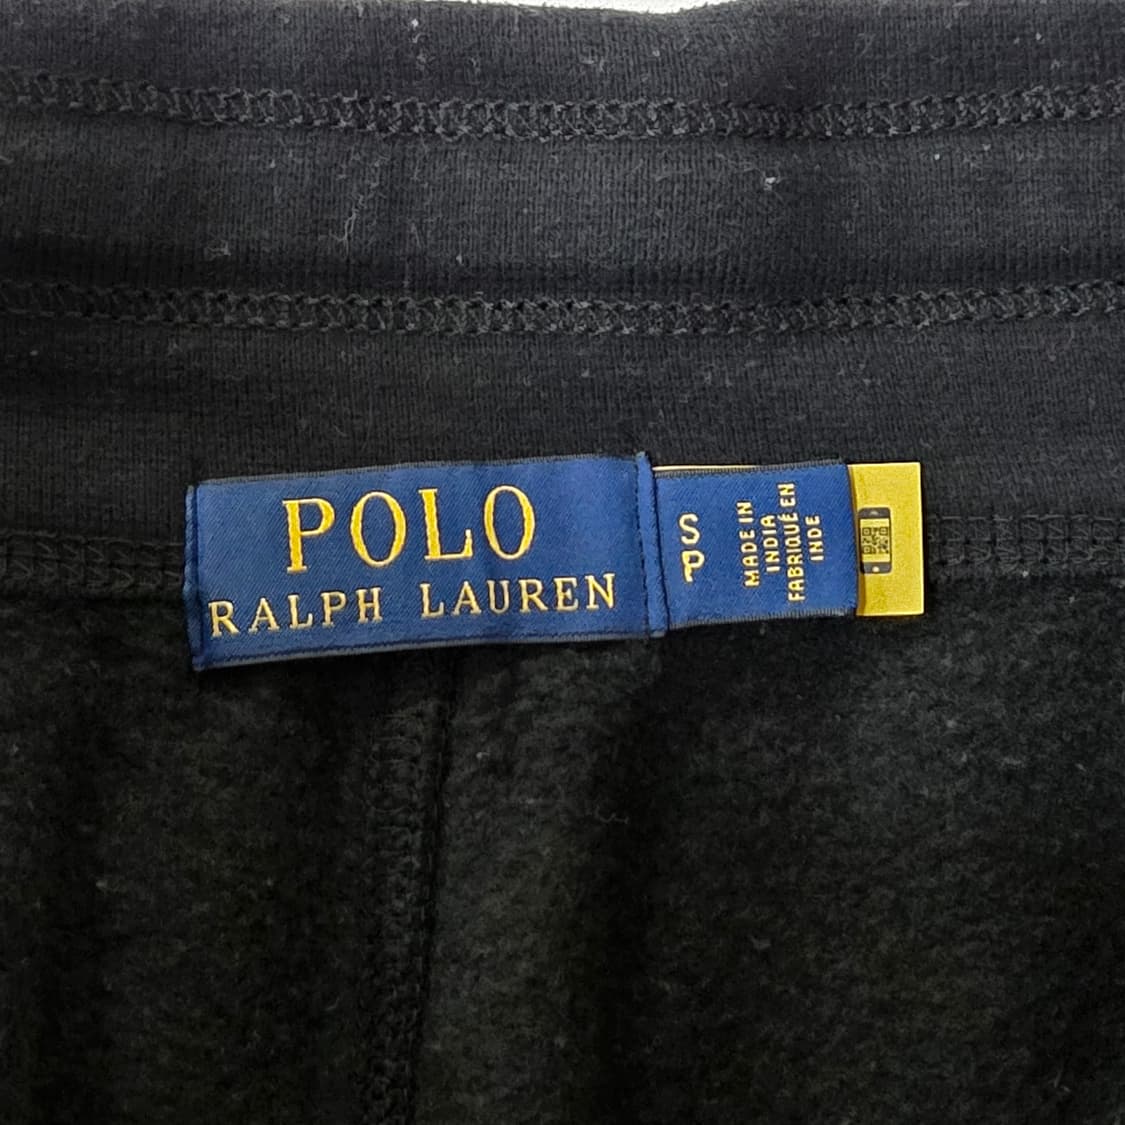 POLO
RALPH LAUREN
S
P
MADE IN
INDIA
FABRIQUÉ EN
INDE